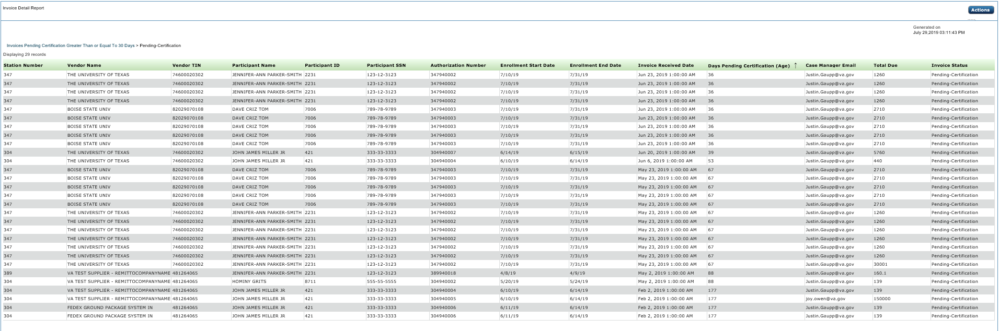 Invoice Detail Report
Actions
Generated on
July 29,2019 03:11:43 PM
Invoices Pending Certification Greater Than or Equal To 30 Days > Pending-Certification
Displaying 29 records
Station Number Vendor Name Vendor TIN Participant Name Participant ID Participant SSN Authorization Number Enrollment Start Date Enrollment End Date Invoice Received Date Days Pending Certification (Age) ↑ Case Manager Email Total Due Invoice Status
347 THE UNIVERSITY OF TEXAS 74600020302 JENNIFER-ANN PARKER-SMITH 2231 123-12-3123 347940002 7/10/19 7/31/19 Jun 23, 2019 1:00:00 AM 36 Justin.Gaupp@va.gov 1260 Pending-Certification
347 THE UNIVERSITY OF TEXAS 74600020302 JENNIFER-ANN PARKER-SMITH 2231 123-12-3123 347940002 7/10/19 7/31/19 Jun 23, 2019 1:00:00 AM 36 Justin.Gaupp@va.gov 1260 Pending-Certification
347 THE UNIVERSITY OF TEXAS 74600020302 JENNIFER-ANN PARKER-SMITH 2231 123-12-3123 347940002 7/10/19 7/31/19 Jun 23, 2019 1:00:00 AM 36 Justin.Gaupp@va.gov 1260 Pending-Certification
347 THE UNIVERSITY OF TEXAS 74600020302 JENNIFER-ANN PARKER-SMITH 2231 123-12-3123 347940002 7/10/19 7/31/19 Jun 23, 2019 1:00:00 AM 36 Justin.Gaupp@va.gov 1260 Pending-Certification
347 BOISE STATE UNIV 82029070108 DAVE CRIZ TOM 7006 789-78-9789 347940003 7/10/19 7/31/19 Jun 23, 2019 1:00:00 AM 36 Justin.Gaupp@va.gov 2710 Pending-Certification
347 BOISE STATE UNIV 82029070108 DAVE CRIZ TOM 7006 789-78-9789 347940003 7/10/19 7/31/19 Jun 23, 2019 1:00:00 AM 36 Justin.Gaupp@va.gov 2710 Pending-Certification
347 BOISE STATE UNIV 82029070108 DAVE CRIZ TOM 7006 789-78-9789 347940003 7/10/19 7/31/19 Jun 23, 2019 1:00:00 AM 36 Justin.Gaupp@va.gov 2710 Pending-Certification
347 BOISE STATE UNIV 82029070108 DAVE CRIZ TOM 7006 789-78-9789 347940003 7/10/19 7/31/19 Jun 23, 2019 1:00:00 AM 36 Justin.Gaupp@va.gov 2710 Pending-Certification
347 BOISE STATE UNIV 82029070108 DAVE CRIZ TOM 7006 789-78-9789 347940003 7/10/19 7/31/19 Jun 23, 2019 1:00:00 AM 36 Justin.Gaupp@va.gov 2710 Pending-Certification
304 THE UNIVERSITY OF TEXAS 74600020302 JOHN JAMES MILLER JR 421 333-33-3333 304940007 6/14/19 6/15/19 Jun 20, 2019 1:00:00 AM 39 Justin.Gaupp@va.gov 5760 Pending-Certification
304 THE UNIVERSITY OF TEXAS 74600020302 JOHN JAMES MILLER JR 421 333-33-3333 304940004 6/10/19 6/14/19 Jun 6, 2019 1:00:00 AM 53 Justin.Gaupp@va.gov 440 Pending-Certification
347 BOISE STATE UNIV 82029070108 DAVE CRIZ TOM 7006 789-78-9789 347940003 7/10/19 7/31/19 May 23, 2019 1:00:00 AM 67 Justin.Gaupp@va.gov 2710 Pending-Certification
347 BOISE STATE UNIV 82029070108 DAVE CRIZ TOM 7006 789-78-9789 347940003 7/10/19 7/31/19 May 23, 2019 1:00:00 AM 67 Justin.Gaupp@va.gov 2710 Pending-Certification
347 BOISE STATE UNIV 82029070108 DAVE CRIZ TOM 7006 789-78-9789 347940003 7/10/19 7/31/19 May 23, 2019 1:00:00 AM 67 Justin.Gaupp@va.gov 2710 Pending-Certification
347 BOISE STATE UNIV 82029070108 DAVE CRIZ TOM 7006 789-78-9789 347940003 7/10/19 7/31/19 May 23, 2019 1:00:00 AM 67 Justin.Gaupp@va.gov 2710 Pending-Certification
347 BOISE STATE UNIV 82029070108 DAVE CRIZ TOM 7006 789-78-9789 347940003 7/10/19 7/31/19 May 23, 2019 1:00:00 AM 67 Justin.Gaupp@va.gov 2710 Pending-Certification
347 THE UNIVERSITY OF TEXAS 74600020302 JENNIFER-ANN PARKER-SMITH 2231 123-12-3123 347940002 7/10/19 7/31/19 May 23, 2019 1:00:00 AM 67 Justin.Gaupp@va.gov 1260 Pending-Certification
347 THE UNIVERSITY OF TEXAS 74600020302 JENNIFER-ANN PARKER-SMITH 2231 123-12-3123 347940002 7/10/19 7/31/19 May 23, 2019 1:00:00 AM 67 Justin.Gaupp@va.gov 1260 Pending-Certification
347 THE UNIVERSITY OF TEXAS 74600020302 JENNIFER-ANN PARKER-SMITH 2231 123-12-3123 347940002 7/10/19 7/31/19 May 23, 2019 1:00:00 AM 67 Justin.Gaupp@va.gov 1260 Pending-Certification
347 THE UNIVERSITY OF TEXAS 74600020302 JENNIFER-ANN PARKER-SMITH 2231 123-12-3123 347940002 7/10/19 7/31/19 May 23, 2019 1:00:00 AM 67 Justin.Gaupp@va.gov 1260 Pending-Certification
347 THE UNIVERSITY OF TEXAS 74600020302 JENNIFER-ANN PARKER-SMITH 2231 123-12-3123 347940002 7/10/19 7/31/19 May 23, 2019 1:00:00 AM 67 Justin.Gaupp@va.gov 1260 Pending-Certification
347 THE UNIVERSITY OF TEXAS 74600020302 JENNIFER-ANN PARKER-SMITH 2231 123-12-3123 347940002 7/10/19 7/31/19 May 23, 2019 1:00:00 AM 67 Justin.Gaupp@va.gov 1260 Pending-Certification
347 THE UNIVERSITY OF TEXAS 74600020302 JENNIFER-ANN PARKER-SMITH 2231 123-12-3123 347940002 7/10/19 7/31/19 May 23, 2019 1:00:00 AM 67 Justin.Gaupp@va.gov 30001 Pending-Certification
389 VA TEST SUPPLIER - REMITTOCOMPANYNAME 481264065 JENNIFER-ANN PARKER-SMITH 2231 123-12-3123 389940018 4/8/19 4/9/19 May 2, 2019 1:00:00 AM 88 Justin.Gaupp@va.gov 160.1 Pending-Certification
304 VA TEST SUPPLIER - REMITTOCOMPANYNAME 481264065 HOMINY GRITS 8711 555-55-5555 304940002 5/20/19 5/24/19 May 2, 2019 1:00:00 AM 88 Justin.Gaupp@va.gov 139 Pending-Certification
304 VA TEST SUPPLIER - REMITTOCOMPANYNAME 481264065 JOHN JAMES MILLER JR 421 333-33-3333 304940004 6/10/19 6/14/19 Feb 2, 2019 1:00:00 AM 177 Justin.Gaupp@va.gov 139 Pending-Certification
304 VA TEST SUPPLIER - REMITTOCOMPANYNAME 481264065 JOHN JAMES MILLER JR 421 333-33-3333 304940005 6/10/19 6/14/19 Feb 2, 2019 1:00:00 AM 177 joy.owen@va.gov 150000 Pending-Certification
304 FEDEX GROUND PACKAGE SYSTEM IN 481264065 JOHN JAMES MILLER JR 421 333-33-3333 304940006 6/11/19 6/14/19 Feb 2, 2019 1:00:00 AM 177 Justin.Gaupp@va.gov 139 Pending-Certification
304 FEDEX GROUND PACKAGE SYSTEM IN 481264065 JOHN JAMES MILLER JR 421 333-33-3333 304940006 6/11/19 6/14/19 Feb 2, 2019 1:00:00 AM 177 Justin.Gaupp@va.gov 139 Pending-Certification